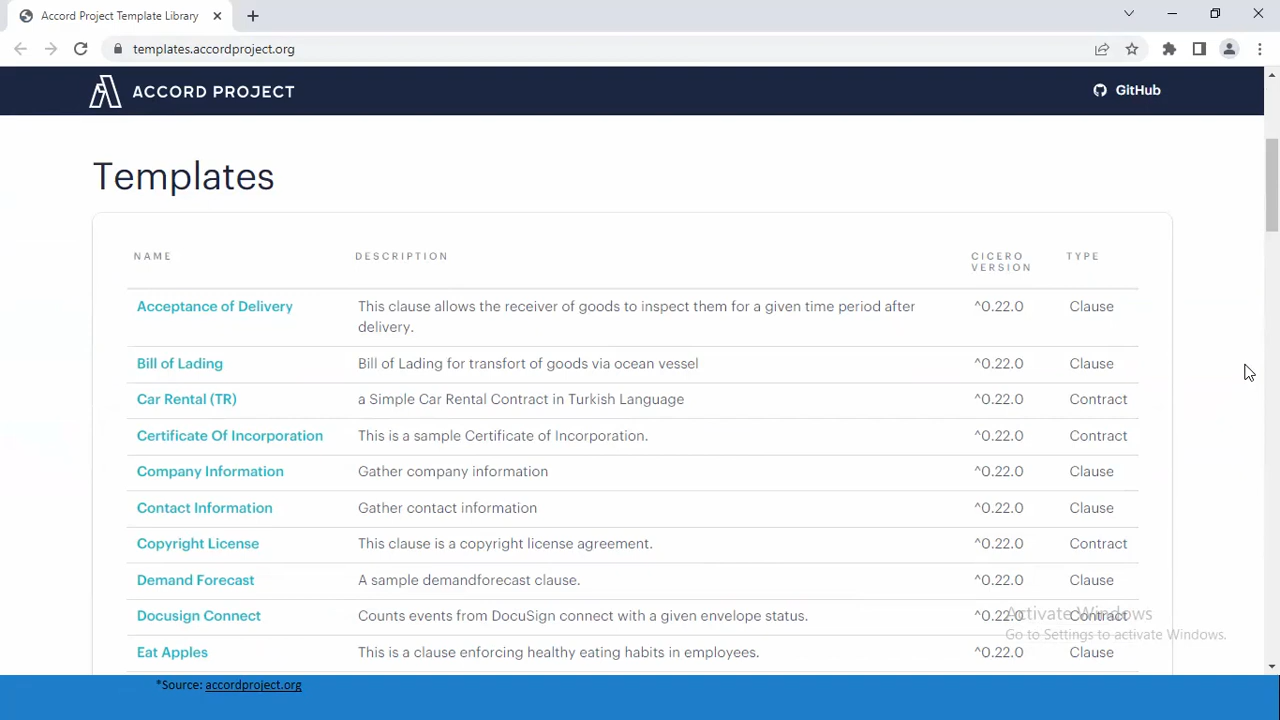 Accord Project Template Library
templates.accordproject.org
ACCORD PROJECT
GitHub
Templates
NAME DESCRIPTION CICERO VERSION TYPE
Acceptance of Delivery This clause allows the receiver of goods to inspect them for a given time period after ^0.22.0 Clause
delivery.
Bill of Lading Bill of Lading for transfort of goods via ocean vessel ^0.22.0 Clause
Car Rental (TR) a Simple Car Rental Contract in Turkish Language ^0.22.0 Contract
Certificate Of Incorporation This is a sample Certificate of Incorporation. ^0.22.0 Contract
Company Information Gather company information ^0.22.0 Clause
Contact Information Gather contact information ^0.22.0 Clause
Copyright License This clause is a copyright license agreement. ^0.22.0 Contract
Demand Forecast A sample demandforecast clause. ^0.22.0 Clause
Docusign Connect Counts events from DocuSign connect with a given envelope status. ^0.22.0 Contract
Activate Windows
Go to Settings to activate Windows.
Eat Apples This is a clause enforcing healthy eating habits in employees. ^0.22.0 Clause
*Source: accordproject.org